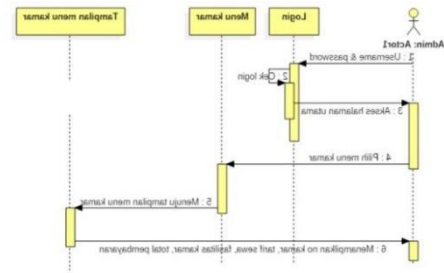 Tampilan menu kamar
Menu kamar
Login
Admin: Actor1
1 : Username & password
2 : Cek login
3 : Akses halaman utama
4 : Pilih menu kamar
5 : Menuju tampilan menu kamar
6 : Menampilkan no kamar, tarif sewa, fasilitas kamar, total pembayaran